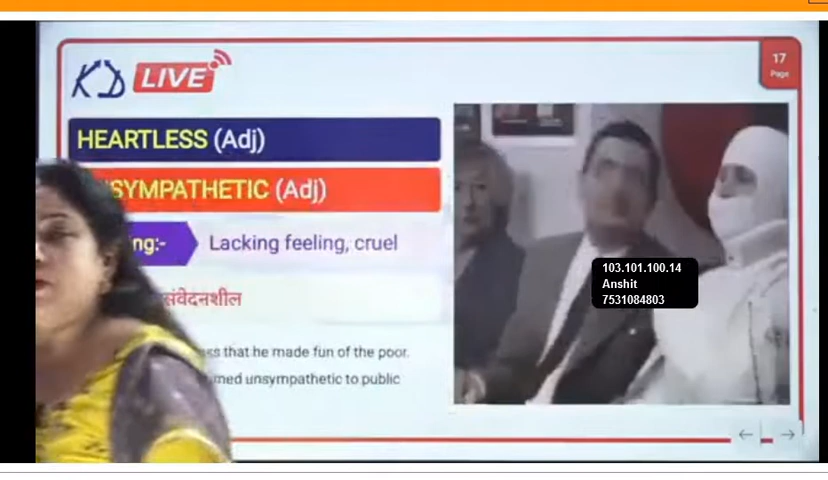 KD LIVE
17
Page
HEARTLESS (Adj)
SYMPATHETIC (Adj)
ng:- Lacking feeling, cruel
संवेदनशील
ss that he made fun of the poor.
med unsympathetic to public
103.101.100.14
Anshit
7531084803